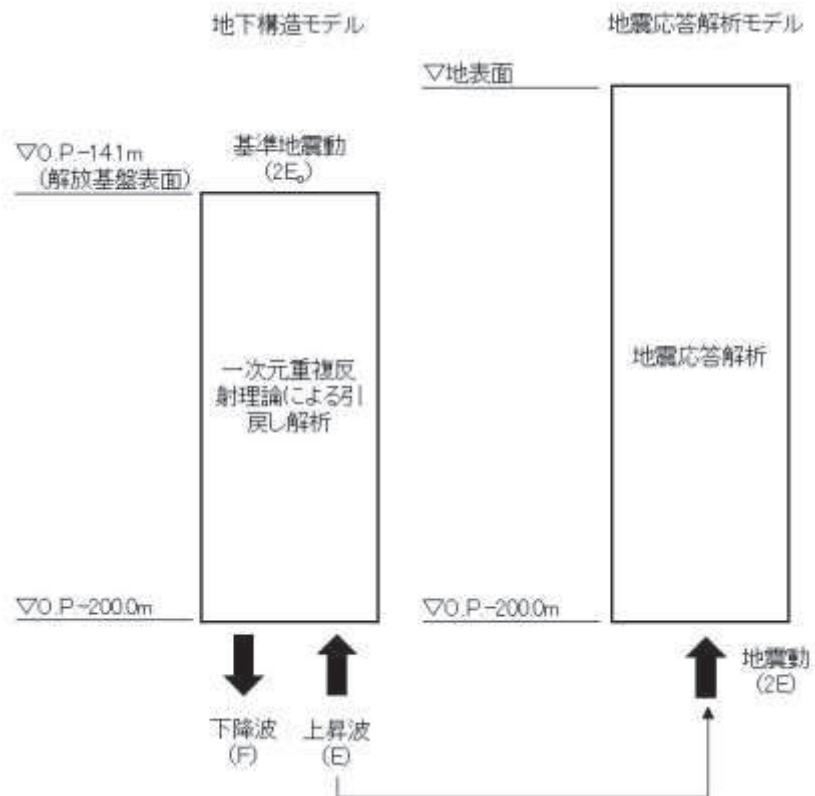 地下構造モデル
▽O.P-14.1m
(解放基盤表面)
基準地震動
(2E₀)
一次元重複反
射理論による引
戻し解析
▽O.P-200.0m
下降波
(F)
上昇波
(E)
地震応答解析モデル
▽地表面
地震応答解析
▽O.P-200.0m
地震動
(2E)